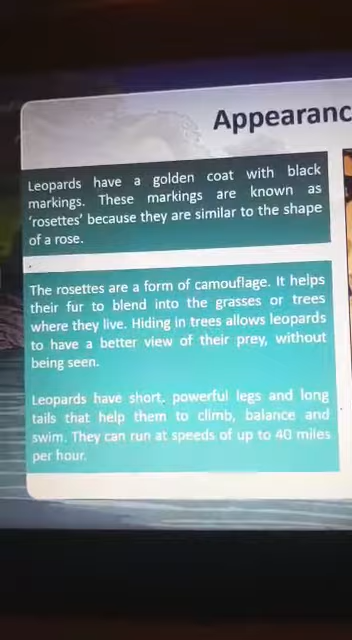 Appearanc
Leopards have a golden coat with black
markings. These markings are known as
‘rosettes’ because they are similar to the shape
of a rose.
The rosettes are a form of camouflage. It helps
their fur to blend into the grasses or trees
where they live. Hiding in trees allows leopards
to have a better view of their prey, without
being seen.
Leopards have short, powerful legs and long
tails that help them to climb, balance and
swim. They can run at speeds of up to 40 miles
per hour.